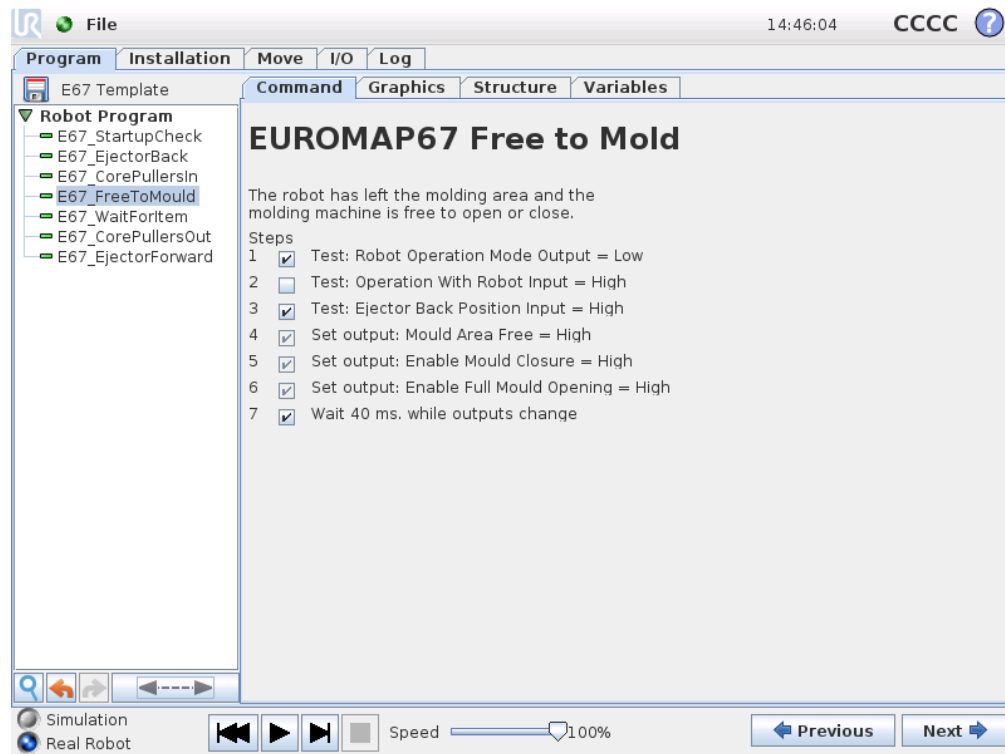 UR File 14:46:04 CCCC ?
Program Installation Move I/O Log
E67 Template
Command Graphics Structure Variables
Robot Program
E67_StartupCheck
E67_EjectorBack
E67_CorePullersIn
E67_FreeToMould
E67_WaitForItem
E67_CorePullersOut
E67_EjectorForward
EUROMAP67 Free to Mold
The robot has left the molding area and the
molding machine is free to open or close.
Steps
1 Test: Robot Operation Mode Output = Low
2 Test: Operation With Robot Input = High
3 Test: Ejector Back Position Input = High
4 Set output: Mould Area Free = High
5 Set output: Enable Mould Closure = High
6 Set output: Enable Full Mould Opening = High
7 Wait 40 ms. while outputs change
Simulation
Real Robot
Speed 100%
Previous Next